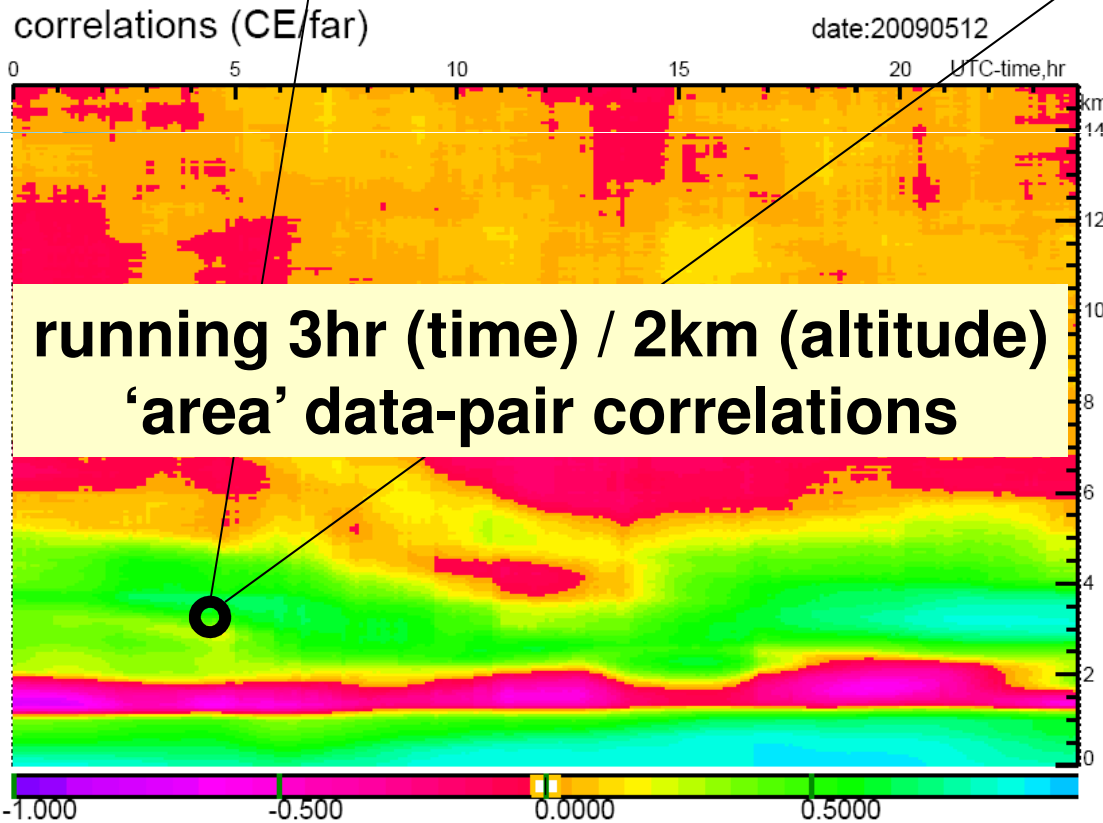 correlations (CE/far)
date:20090512
0 5 10 15 20 UTC-time,hr
km
14
12
10
running 3hr (time) / 2km (altitude)
‘area’ data-pair correlations
8
6
4
2
0
-1.0000 -0.500 0.0000 0.5000